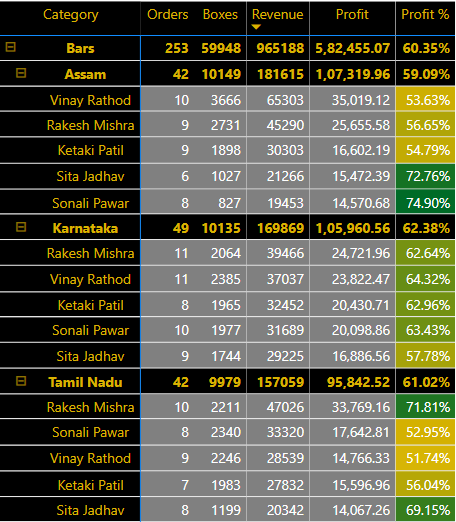 Category Orders Boxes Revenue Profit Profit %
Bars 253 59948 965188 5,82,455.07 60.35%
Assam 42 10149 181615 1,07,319.96 59.09%
Vinay Rathod 10 3666 65303 35,019.12 53.63%
Rakesh Mishra 9 2731 45290 25,655.58 56.65%
Ketaki Patil 9 1898 30303 16,602.19 54.79%
Sita Jadhav 6 1027 21266 15,472.39 72.76%
Sonali Pawar 8 827 19453 14,570.68 74.90%
Karnataka 49 10135 169869 1,05,960.56 62.38%
Rakesh Mishra 11 2064 39466 24,721.96 62.64%
Vinay Rathod 11 2385 37037 23,822.47 64.32%
Ketaki Patil 8 1965 32452 20,430.71 62.96%
Sonali Pawar 10 1977 31689 20,098.86 63.43%
Sita Jadhav 9 1744 29225 16,886.56 57.78%
Tamil Nadu 42 9979 157059 95,842.52 61.02%
Rakesh Mishra 10 2211 47026 33,769.16 71.81%
Sonali Pawar 8 2340 33320 17,642.81 52.95%
Vinay Rathod 9 2246 28539 14,766.33 51.74%
Ketaki Patil 7 1983 27832 15,596.96 56.04%
Sita Jadhav 8 1199 20342 14,067.26 69.15%